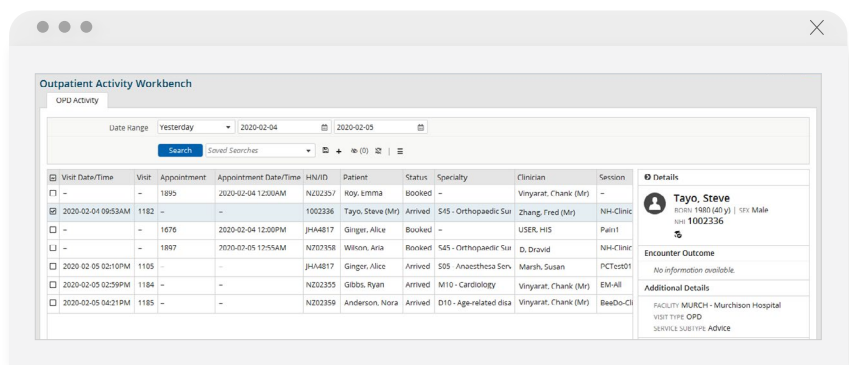 Outpatient Activity Workbench
OPD Activity
Date Range Yesterday 2020-02-04 2020-02-05
Search Saved Searches (0)
Visit Date/Time Visit Appointment Appointment Date/Time HN/ID Patient Status Specialty Clinician Session
– – 1895 2020-02-04 12:00AM NZ02357 Roy, Emma Booked – Vinyarat, Chank (Mr) –
2020-02-04 09:53AM 1182 – – 1002336 Tayo, Steve (Mr) Arrived S45 - Orthopaedic Sur Zhang, Fred (Mr) NH-Clinic
– – 1676 2020-02-04 12:00PM JHA4817 Ginger, Alice Booked – USER, HIS Pain1
– – 1897 2020-02-05 12:55AM NZ02358 Wilson, Aria Booked S45 - Orthopaedic Sur D, Dravid NH-Clinic
2020-02-05 02:10PM 1105 – – JHA4817 Ginger, Alice Arrived S05 - Anaesthesa Serv Marsh, Susan PCTest01
2020-02-05 02:59PM 1184 – – NZ02355 Gibbs, Ryan Arrived M10 - Cardiology Vinyarat, Chank (Mr) EM-All
2020-02-05 04:21PM 1185 – – NZ02359 Anderson, Nora Arrived D10 - Age-related disa Vinyarat, Chank (Mr) BeeDo-Cli
Details
Tayo, Steve
BORN 1980 (40 y) | SEX Male
NHI 1002336
Encounter Outcome
No information available.
Additional Details
FACILITY MURCH - Murchison Hospital
VISIT TYPE OPD
SERVICE SUBTYPE Advice